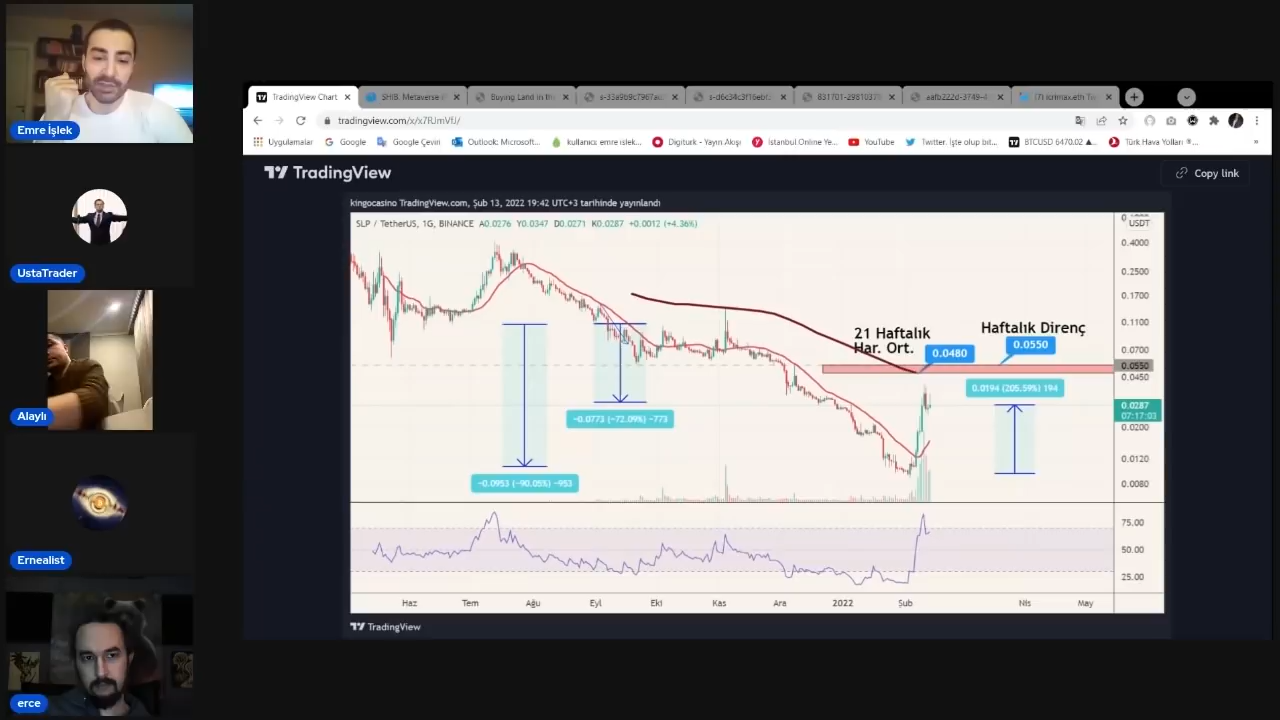 Emre İşlek
UstaTrader
Alaylı
Ernealist
erce
TradingView Chart
SHIB: Metaverse
Buying Land in th
tradingview.com/x/x7RJmVfJ/
Uygulamalar
Google
Google Çeviri
Outlook: Microsoft...
kullanıcı: emre islek...
Digiturk - Yayın Akışı
İstanbul Online Ye...
YouTube
Twitter. İşte olup bit...
BTCUSD 6470.02 ▲...
Türk Hava Yolları ®...
»
TradingView
Copy link
kingocasino TradingView.com, Şub 13, 2022 19:42 UTC+3 tarihinde yayınlandı
SLP / TetherUS, 1G, BINANCE A0.0276 Y0.0347 D0.0271 K0.0287 +0.0012 (+4.36%)
USDT
0.4000
0.2500
0.1700
0.1100
0.0700
0.0550
0.0450
0.0287
07:17:03
0.0200
0.0120
0.0080
21 Haftalık
Har. Ort.
0.0480
Haftalık Direnç
0.0550
0.0194 (205.59%) 194
−0.0773 (−72.09%) −773
−0.0953 (−90.05%) −953
75.00
50.00
25.00
Haz
Tem
Ağu
Eyl
Eki
Kas
Ara
2022
Şub
Nis
May
TradingView